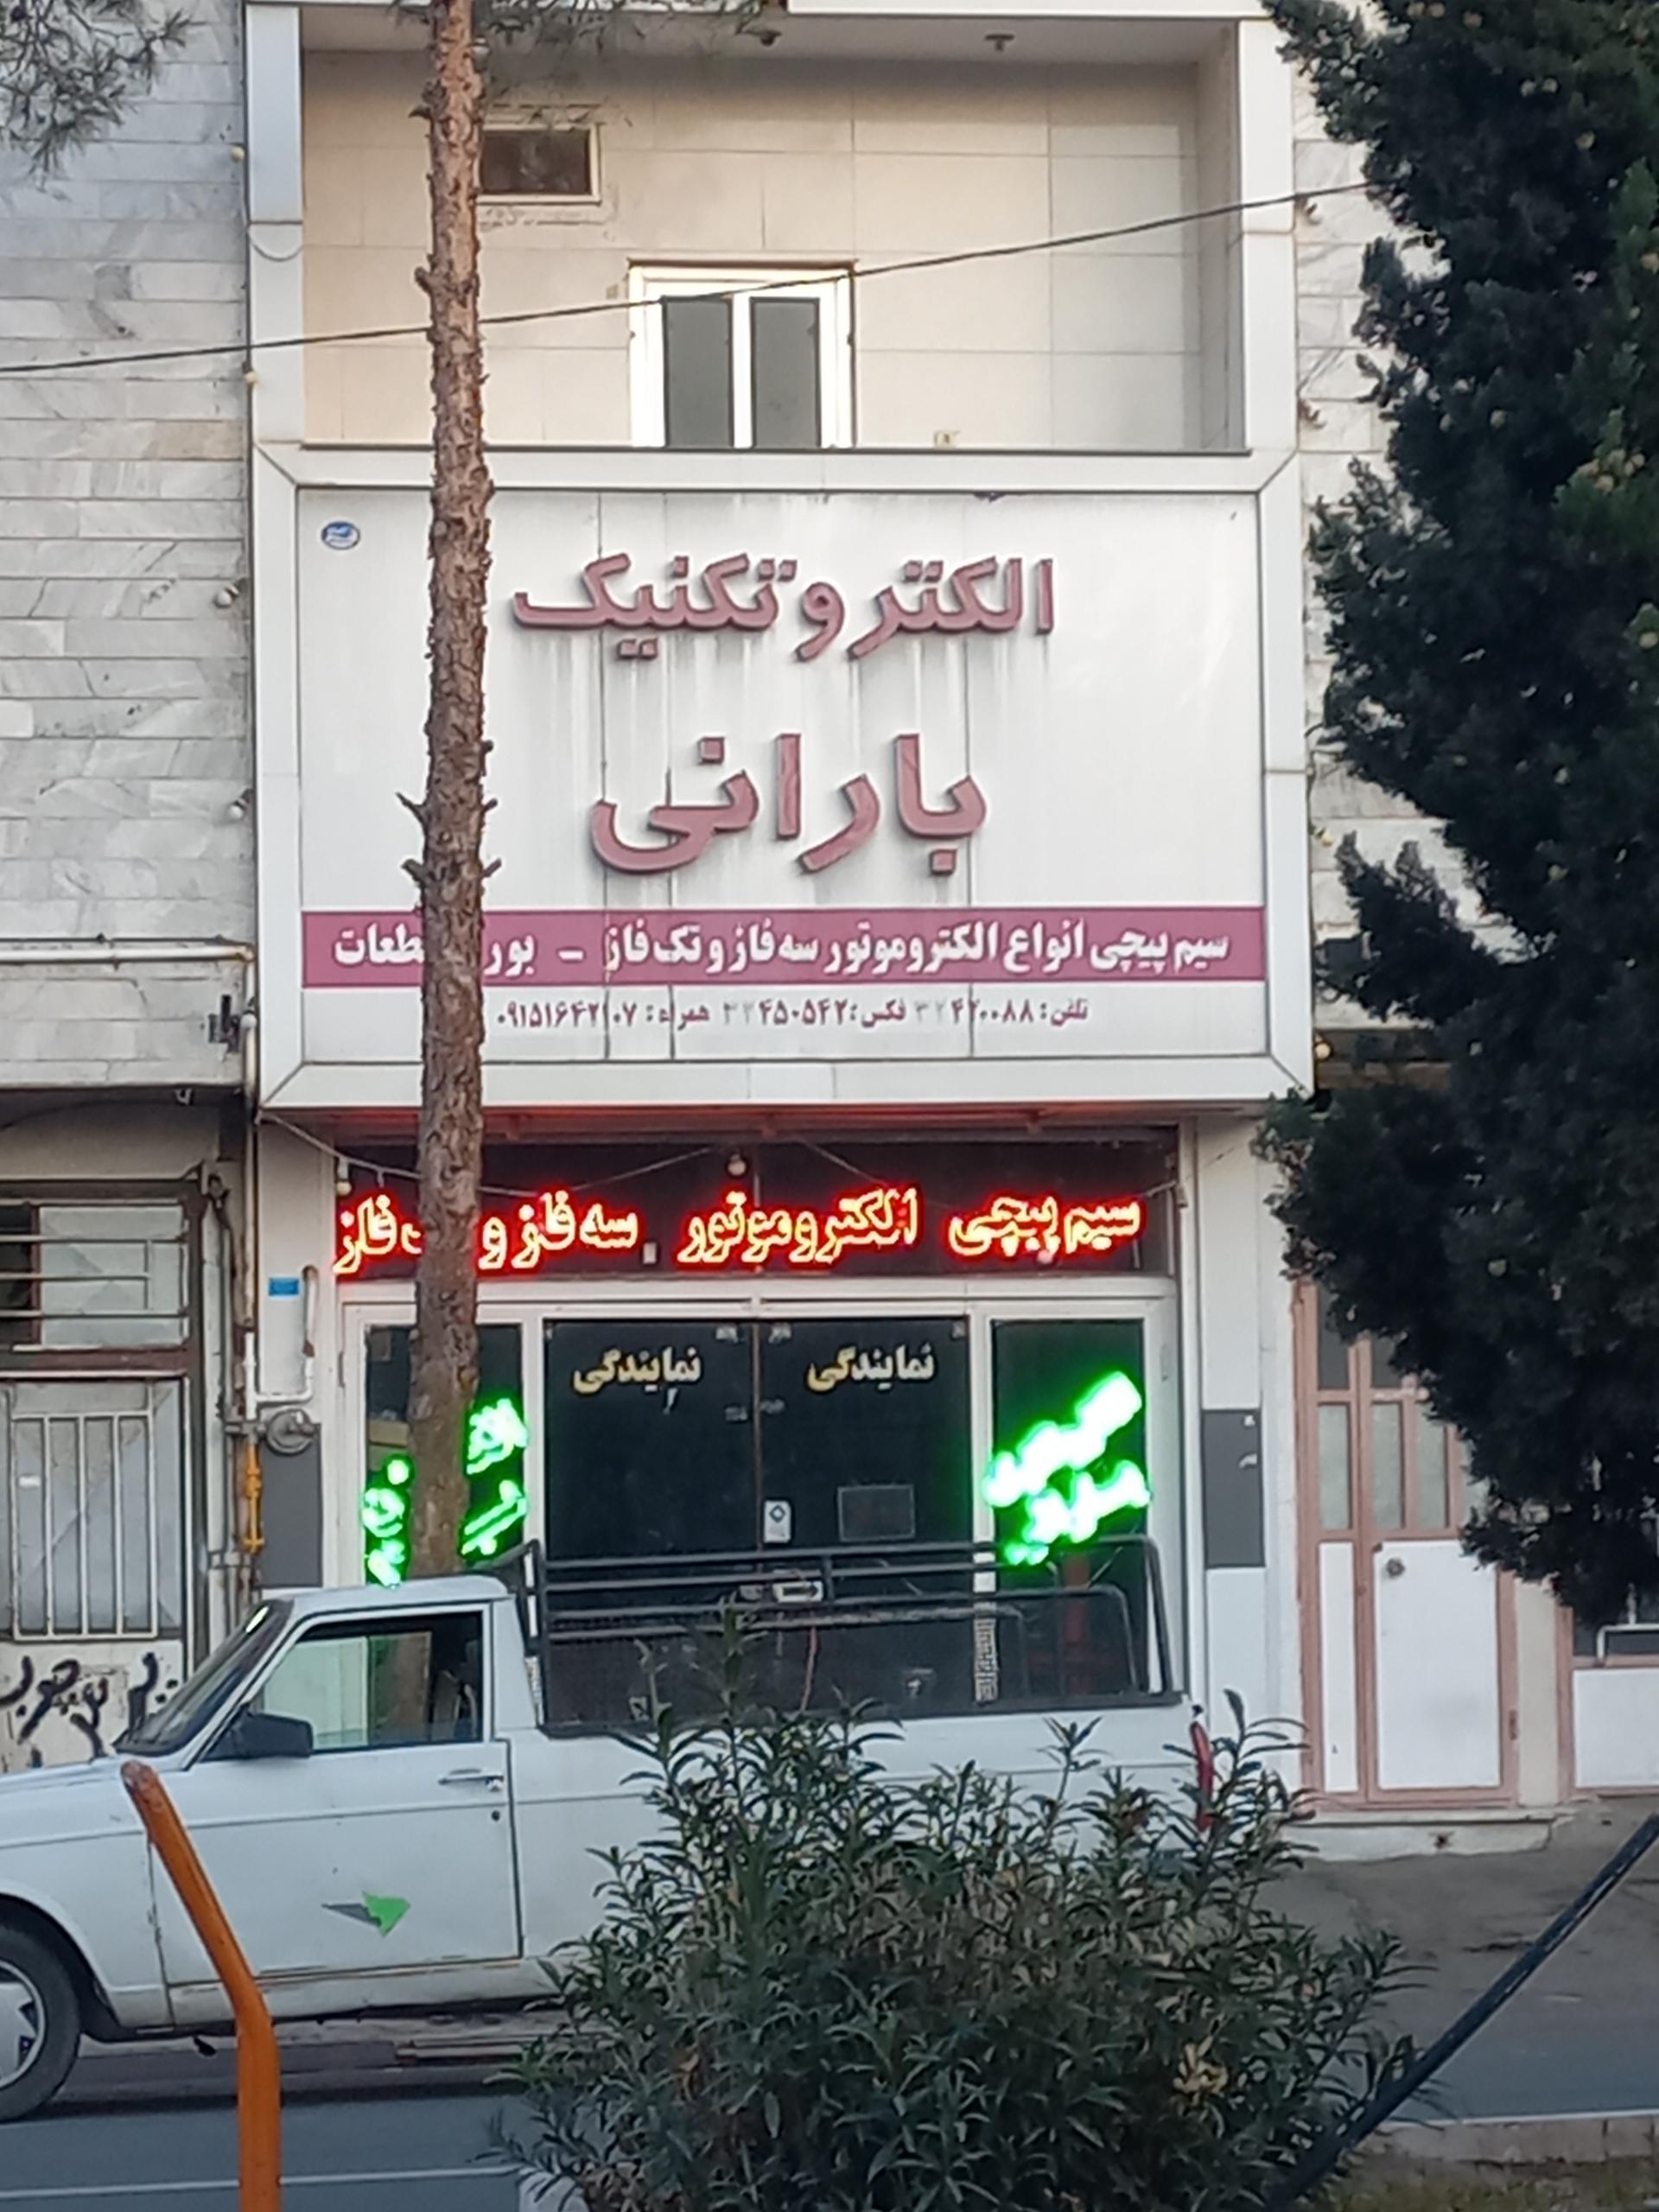 الکتروتکنیک
بارانی
سیم پیچی انواع الکتروموتور سه فاز و تک فاز - بور قطعات
تلفن: ۳۲۴۲۰۰۸۸ فکس: ۳۲۴۵۰۵۴۲ همراه: ۰۹۱۵۱۶۴۲۱۰۷
سیم پیچی الکتروموتور سه فاز و تک فاز
نمایندگی نمایندگی